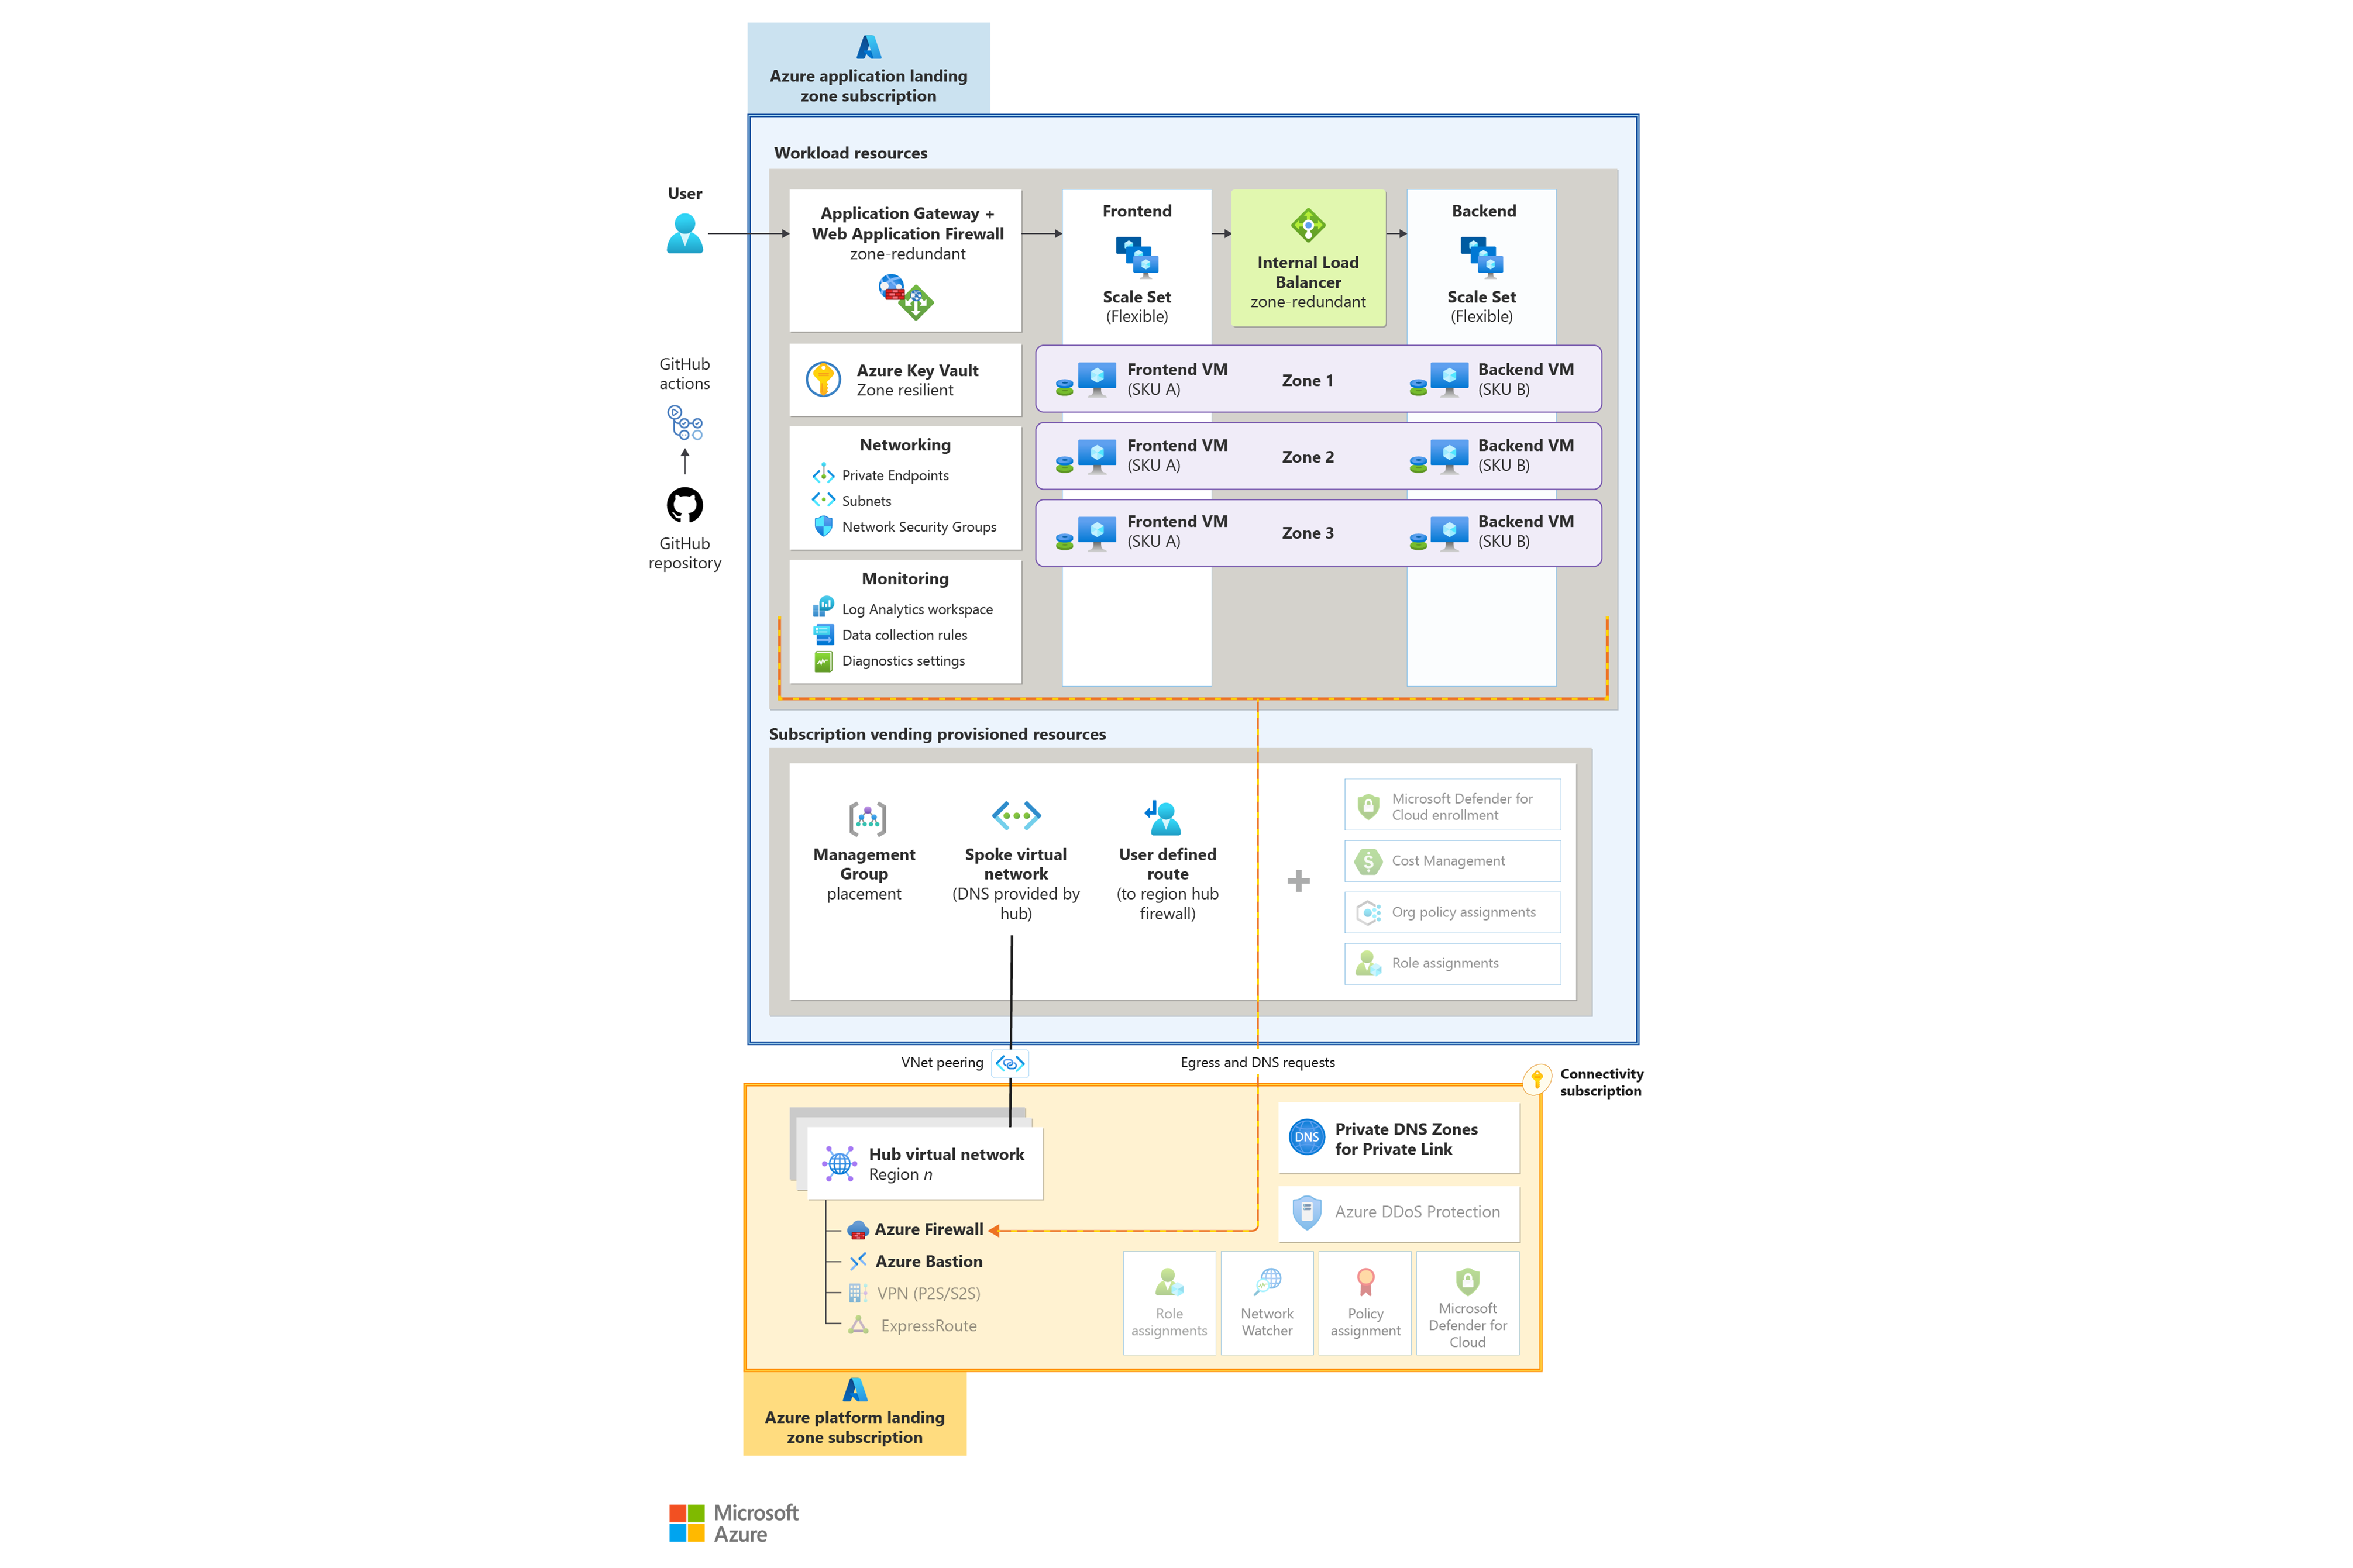 Azure application landing
zone subscription
Workload resources
User
Application Gateway +
Web Application Firewall
zone-redundant
Frontend
Scale Set
(Flexible)
Internal Load
Balancer
zone-redundant
Backend
Scale Set
(Flexible)
GitHub
actions
GitHub
repository
Azure Key Vault
Zone resilient
Frontend VM
(SKU A)
Zone 1
Backend VM
(SKU B)
Networking
Private Endpoints
Subnets
Network Security Groups
Frontend VM
(SKU A)
Zone 2
Backend VM
(SKU B)
Frontend VM
(SKU A)
Zone 3
Backend VM
(SKU B)
Monitoring
Log Analytics workspace
Data collection rules
Diagnostics settings
Subscription vending provisioned resources
Management
Group
placement
Spoke virtual
network
(DNS provided by
hub)
User defined
route
(to region hub
firewall)
Microsoft Defender for
Cloud enrollment
Cost Management
Org policy assignments
Role assignments
VNet peering
Egress and DNS requests
Connectivity
subscription
Hub virtual network
Region n
Azure Firewall
Azure Bastion
VPN (P2S/S2S)
ExpressRoute
DNS
Private DNS Zones
for Private Link
Azure DDoS Protection
Role
assignments
Network
Watcher
Policy
assignment
Microsoft
Defender for
Cloud
Azure platform landing
zone subscription
Microsoft
Azure